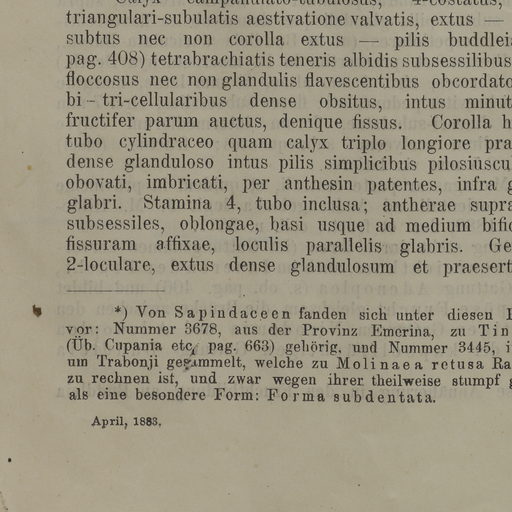 Calyx campanulato-tubulosus, 4-costatus,
triangulari-subulatis aestivatione valvatis, extus —
subtus nec non corolla extus — pilis buddlei
pag. 408) tetrabrachiatis teneris albidis subsessilibus
floccosus nec non glandulis flavescentibus obcordato
bi-tri-cellularibus dense obsitus, intus minut
fructifer parum auctus, denique fissus. Corolla h
tubo cylindraceo quam calyx triplo longiore pra
dense glanduloso intus pilis simplicibus pilosiuscu
obovati, imbricati, per anthesin patentes, infra g
glabri. Stamina 4, tubo inclusa; antherae supra
subsessiles, oblongae, basi usque ad medium bifid
fissuram affixae, loculis parallelis glabris. Ge
2-loculare, extus dense glandulosum et praesert
*) Von Sapindaceen fanden sich unter diesen
vor: Nummer 3678, aus der Provinz Emerina, zu Tin
(Üb. Cupania etc. pag. 663) gehörig, und Nummer 3445, i
um Trabonji gesammelt, welche zu Molinaea retusa Ra
zu rechnen ist, und zwar wegen ihrer theilweise stumpf g
als eine besondere Form: Forma subdentata.
April, 1883.